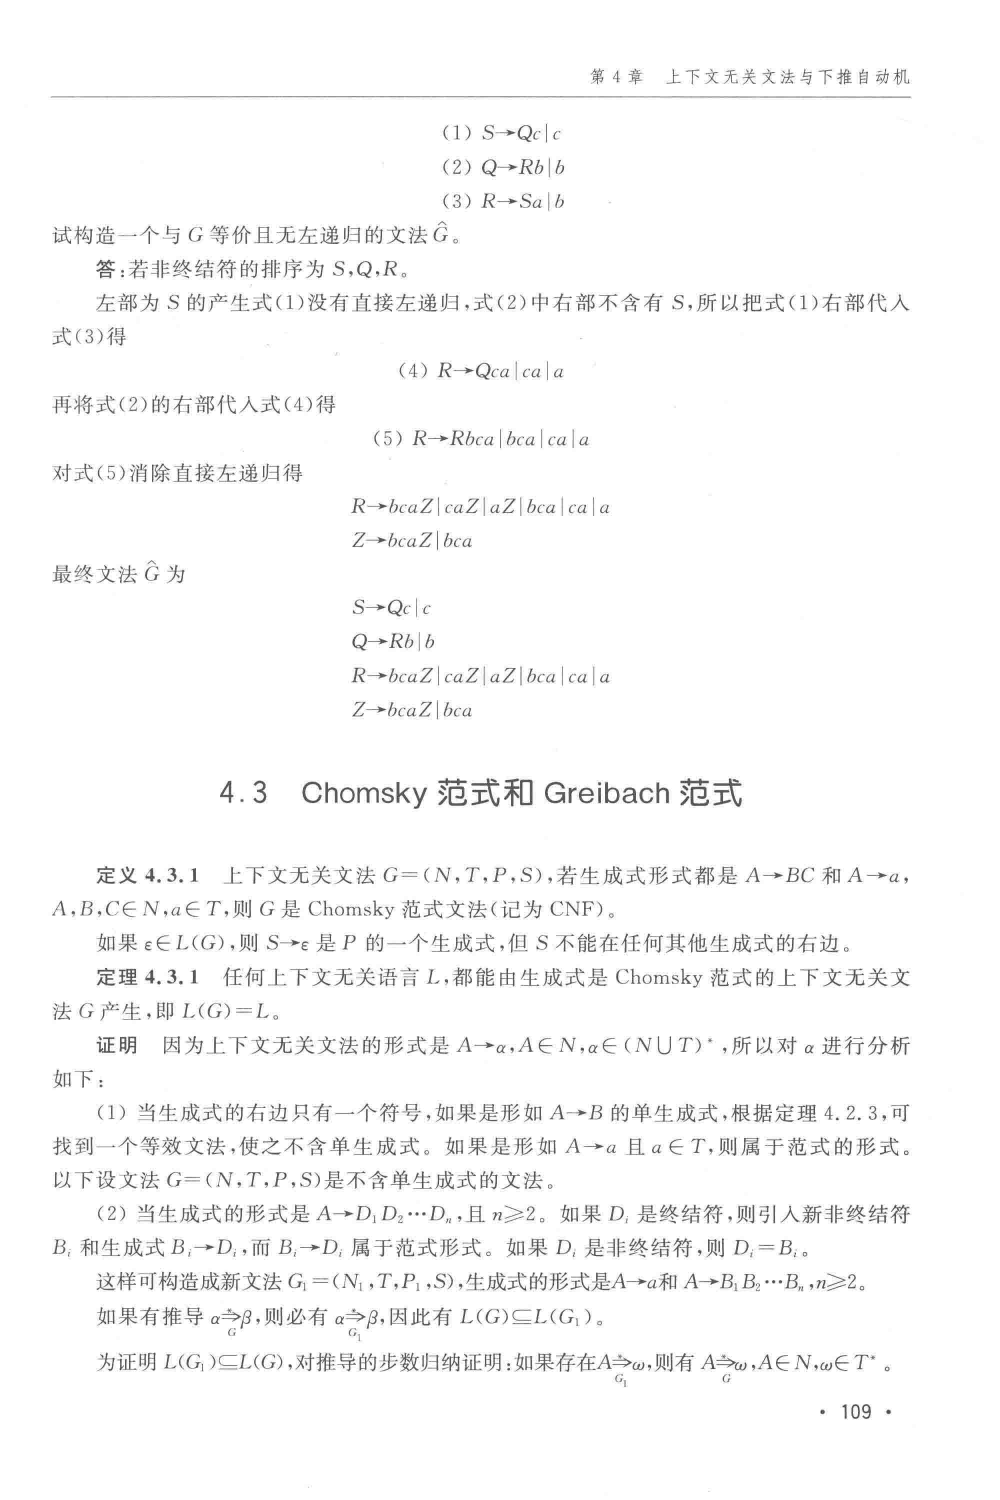 第 4 章　上下文无关文法与下推自动机
(1) S→Qc|c
(2) Q→Rb|b
(3) R→Sa|b
试构造一个与 G 等价且无左递归的文法 Ĝ。
答:若非终结符的排序为 S,Q,R。
左部为 S 的产生式(1)没有直接左递归,式(2)中右部不含有 S,所以把式(1)右部代入
式(3)得
(4) R→Qca|ca|a
再将式(2)的右部代入式(4)得
(5) R→Rbca|bca|ca|a
对式(5)消除直接左递归得
R→bcaZ|caZ|aZ|bca|ca|a
Z→bcaZ|bca
最终文法 Ĝ 为
S→Qc|c
Q→Rb|b
R→bcaZ|caZ|aZ|bca|ca|a
Z→bcaZ|bca
4.3　Chomsky 范式和 Greibach 范式
定义 4.3.1　上下文无关文法 G=(N,T,P,S),若生成式形式都是 A→BC 和 A→a,
A,B,C∈N,a∈T,则 G 是 Chomsky 范式文法(记为 CNF)。
如果 ε∈L(G),则 S→ε 是 P 的一个生成式,但 S 不能在任何其他生成式的右边。
定理 4.3.1　任何上下文无关语言 L,都能由生成式是 Chomsky 范式的上下文无关文
法 G 产生,即 L(G)=L。
证明　因为上下文无关文法的形式是 A→α,A∈N,α∈(N∪T)*,所以对 α 进行分析
如下:
(1) 当生成式的右边只有一个符号,如果是形如 A→B 的单生成式,根据定理 4.2.3,可
找到一个等效文法,使之不含单生成式。如果是形如 A→a 且 a∈T,则属于范式的形式。
以下设文法 G=(N,T,P,S)是不含单生成式的文法。
(2) 当生成式的形式是 A→D₁D₂⋯Dₙ,且 n≥2。如果 Dᵢ 是终结符,则引入新非终结符
Bᵢ 和生成式 Bᵢ→Dᵢ,而 Bᵢ→Dᵢ 属于范式形式。如果 Dᵢ 是非终结符,则 Dᵢ=Bᵢ。
这样可构造成新文法 G₁=(N₁,T,P₁,S),生成式的形式是A→a和 A→B₁B₂⋯Bₙ,n≥2。
如果有推导 α⇒*β,则必有 α⇒*β,因此有 L(G)⊆L(G₁)。
G G₁
为证明 L(G₁)⊆L(G),对推导的步数归纳证明:如果存在A⇒*ω,则有 A⇒*ω,A∈N,ω∈T*。
G₁ G
· 109 ·